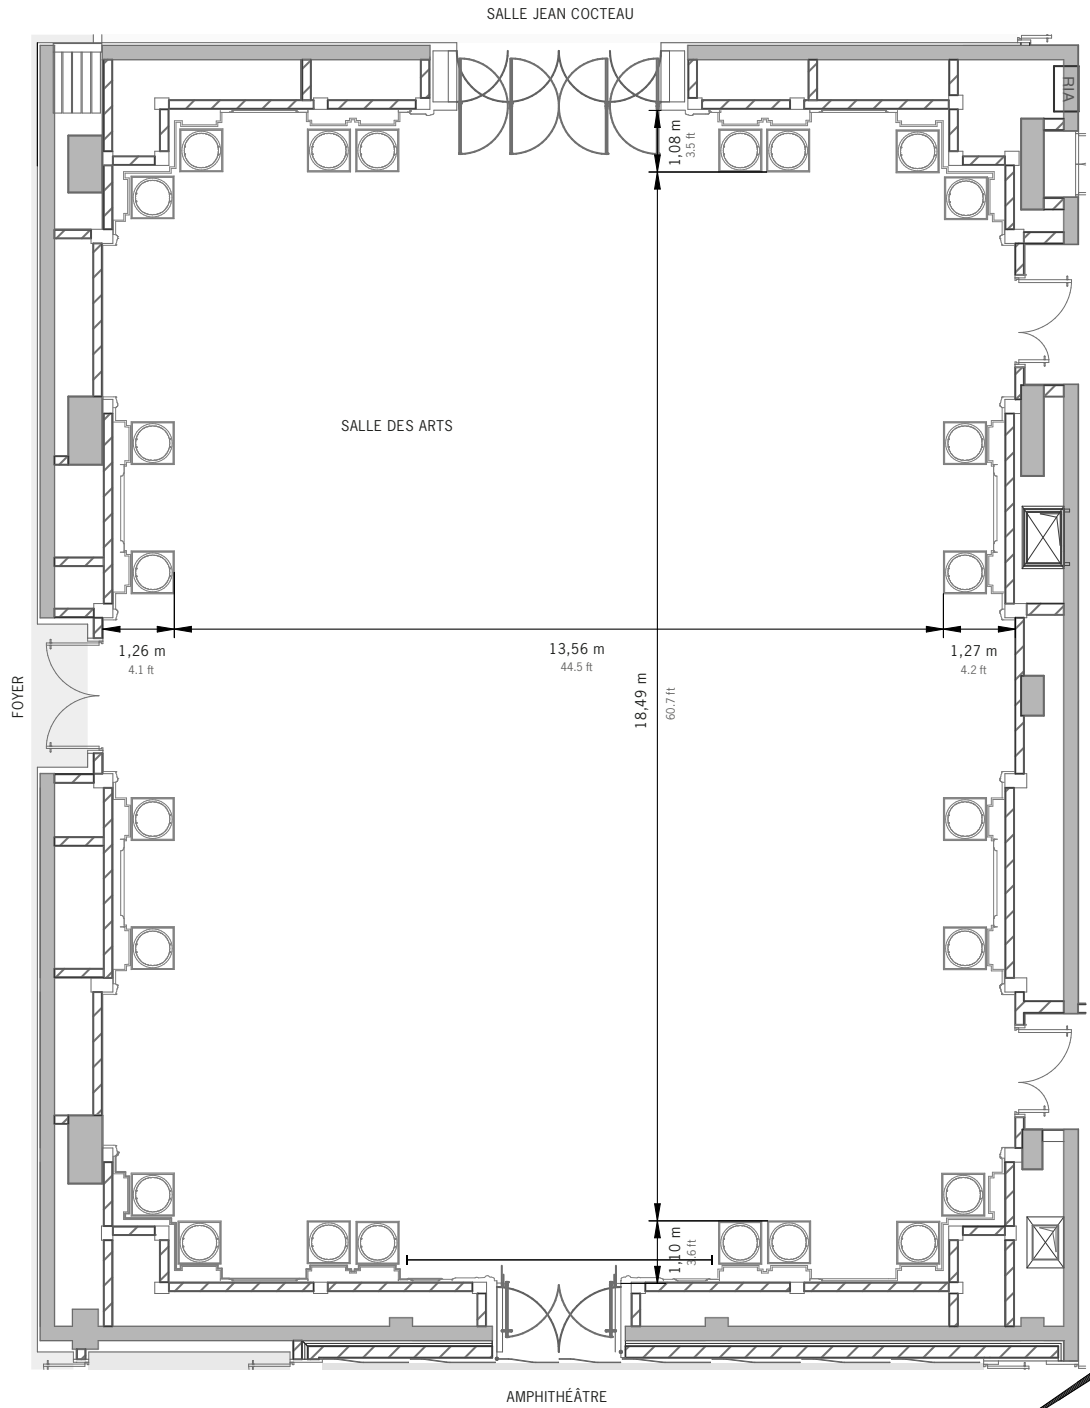 SALLE JEAN COCTEAU
RIA
1,08 m
3.5 ft
SALLE DES ARTS
1,26 m
4.1 ft
13,56 m
44.5 ft
1,27 m
4.2 ft
FOYER
18,49 m
60.7 ft
1,10 m
3.6 ft
AMPHITHÉÂTRE